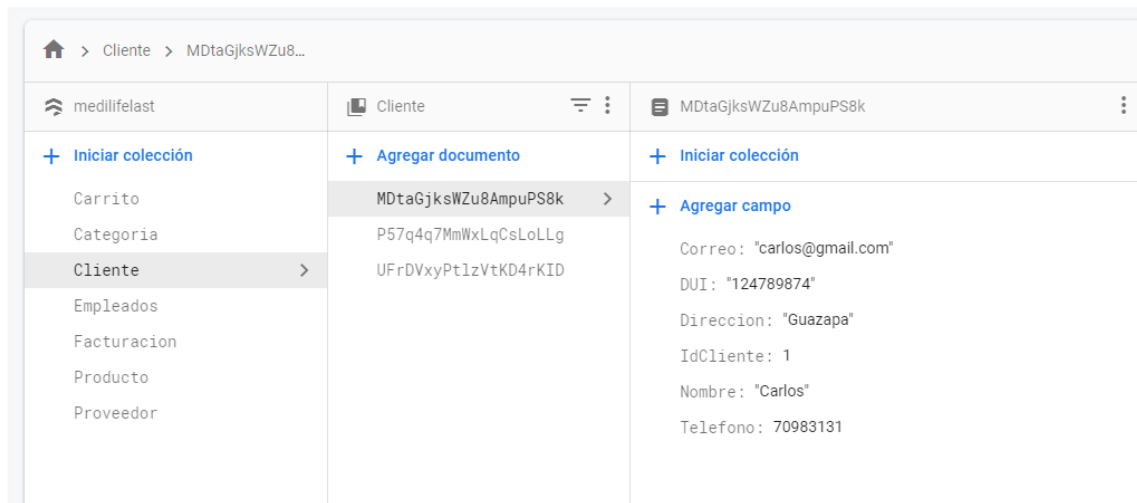 Cliente > MDtaGjksWZu8...
medilifelast
Iniciar colección
Carrito
Categoria
Cliente
Empleados
Facturacion
Producto
Proveedor
Cliente
Agregar documento
MDtaGjksWZu8AmpuPS8k
P57q4q7MmWxLqCsLoLLg
UFrDVxyPtlzVtKD4rKID
MDtaGjksWZu8AmpuPS8k
Iniciar colección
Agregar campo
Correo: "carlos@gmail.com"
DUI: "124789874"
Direccion: "Guazapa"
IdCliente: 1
Nombre: "Carlos"
Telefono: 70983131